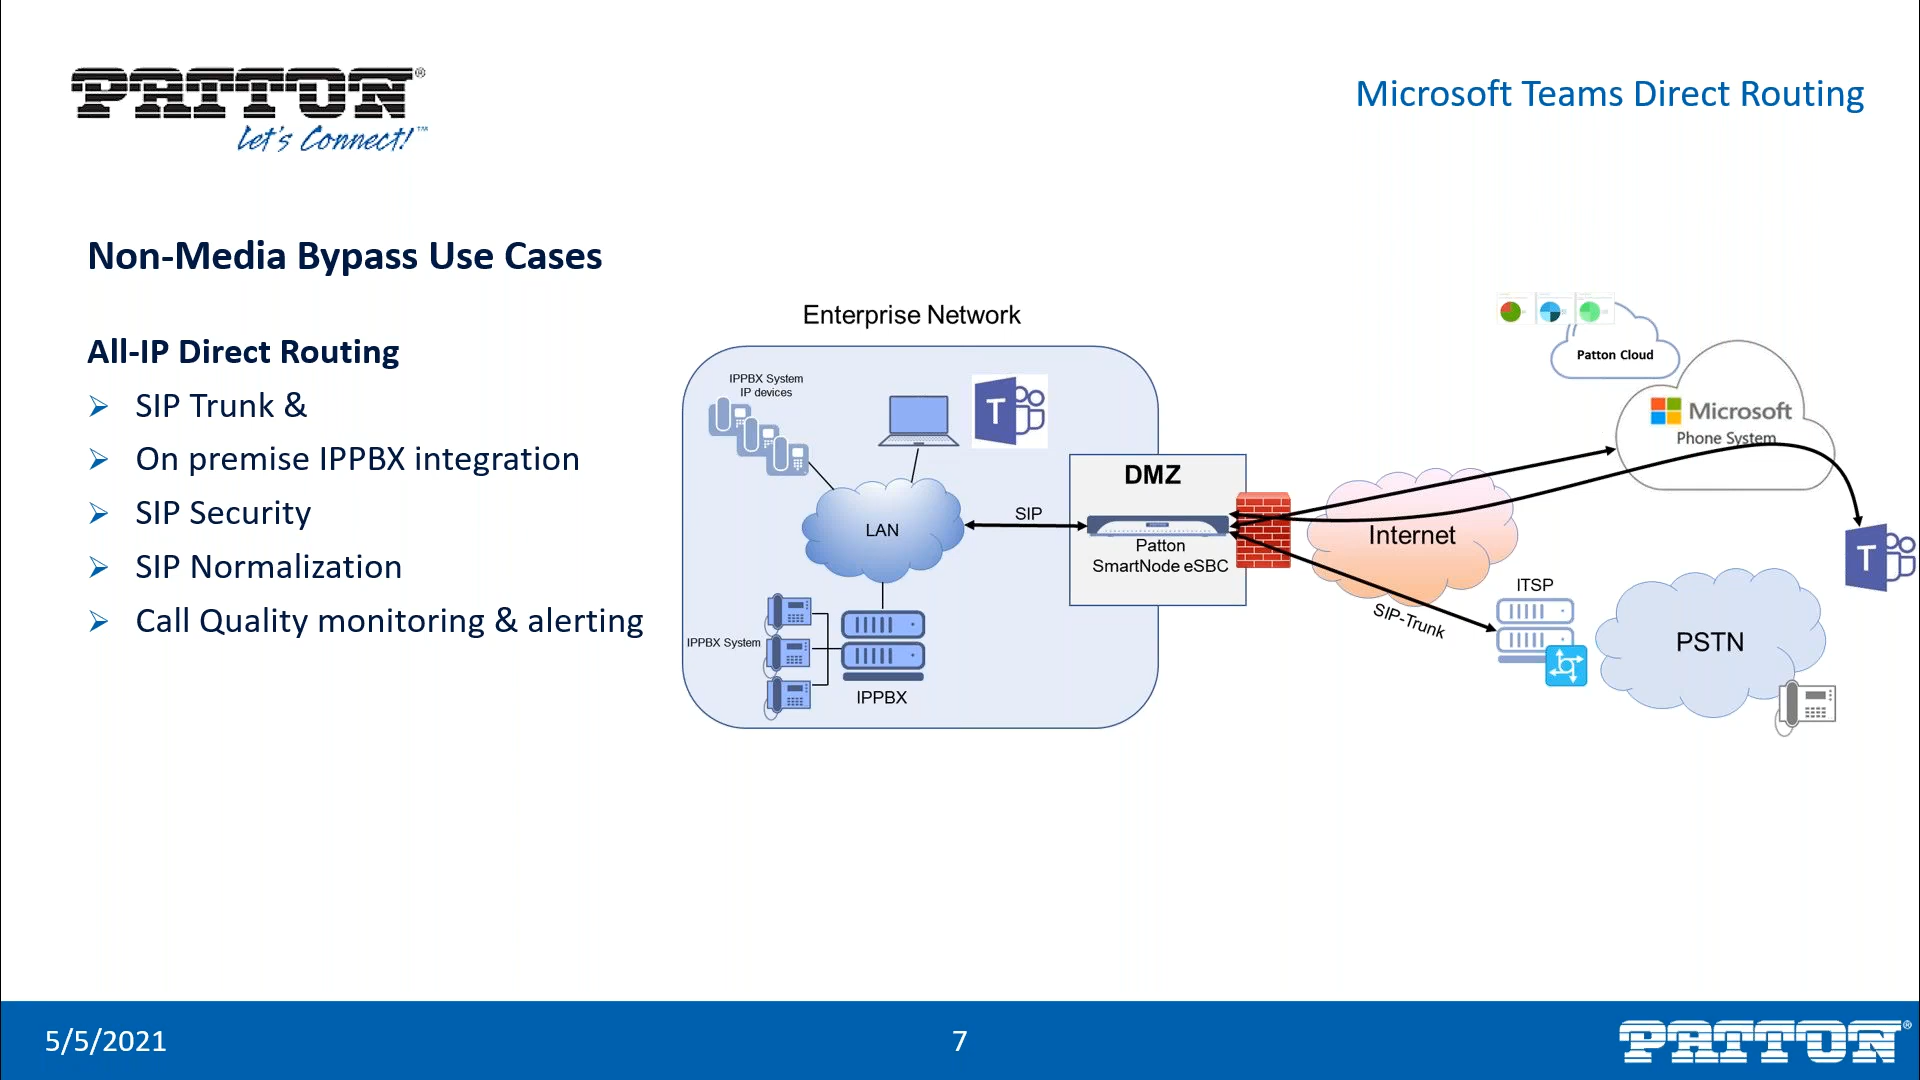 PATTON®
Let's Connect!™
Microsoft Teams Direct Routing
Non-Media Bypass Use Cases
All-IP Direct Routing
SIP Trunk &
On premise IPPBX integration
SIP Security
SIP Normalization
Call Quality monitoring & alerting
Enterprise Network
IPPBX System
IP devices
T
LAN
SIP
DMZ
Patton
SmartNode eSBC
IPPBX System
IPPBX
Internet
SIP-Trunk
Patton Cloud
Microsoft
Phone System
T
ITSP
PSTN
5/5/2021
7
PATTON®